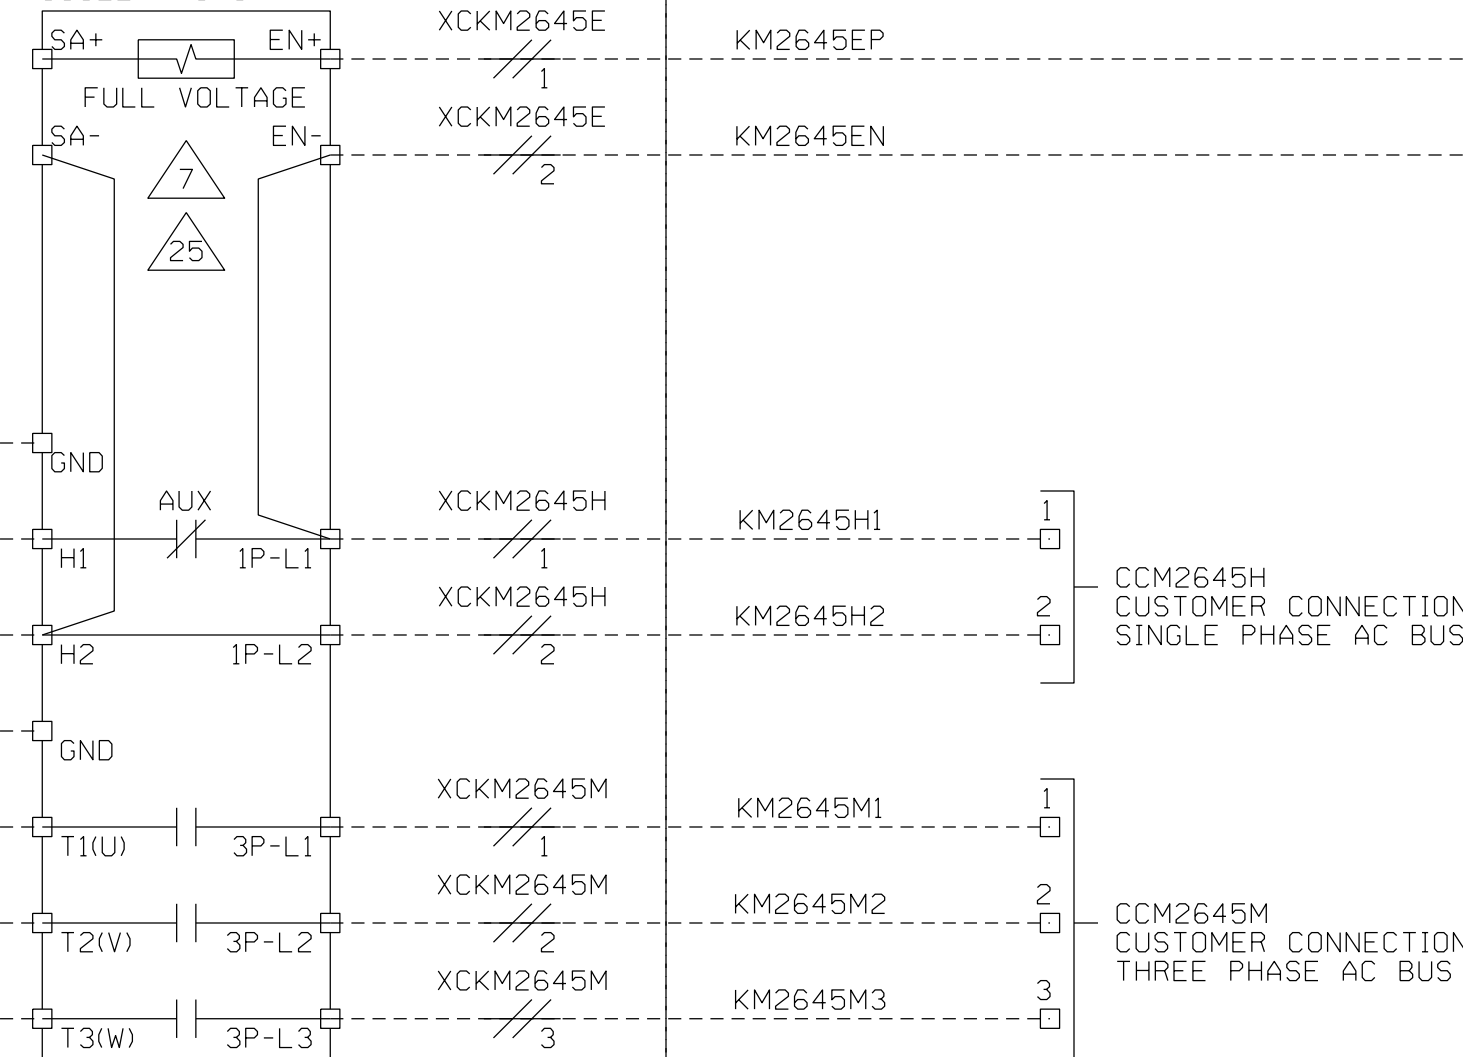 SA+
EN+
XCKM2645E
1
KM2645EP
FULL VOLTAGE
SA-
EN-
XCKM2645E
2
KM2645EN
7
25
GND
H1
AUX
1P-L1
XCKM2645H
1
KM2645H1
1
H2
1P-L2
XCKM2645H
2
KM2645H2
2
CCM2645H
CUSTOMER CONNECTION
SINGLE PHASE AC BUS
GND
T1(U)
3P-L1
XCKM2645M
1
KM2645M1
1
T2(V)
3P-L2
XCKM2645M
2
KM2645M2
2
CCM2645M
CUSTOMER CONNECTION
THREE PHASE AC BUS
T3(W)
3P-L3
XCKM2645M
3
KM2645M3
3